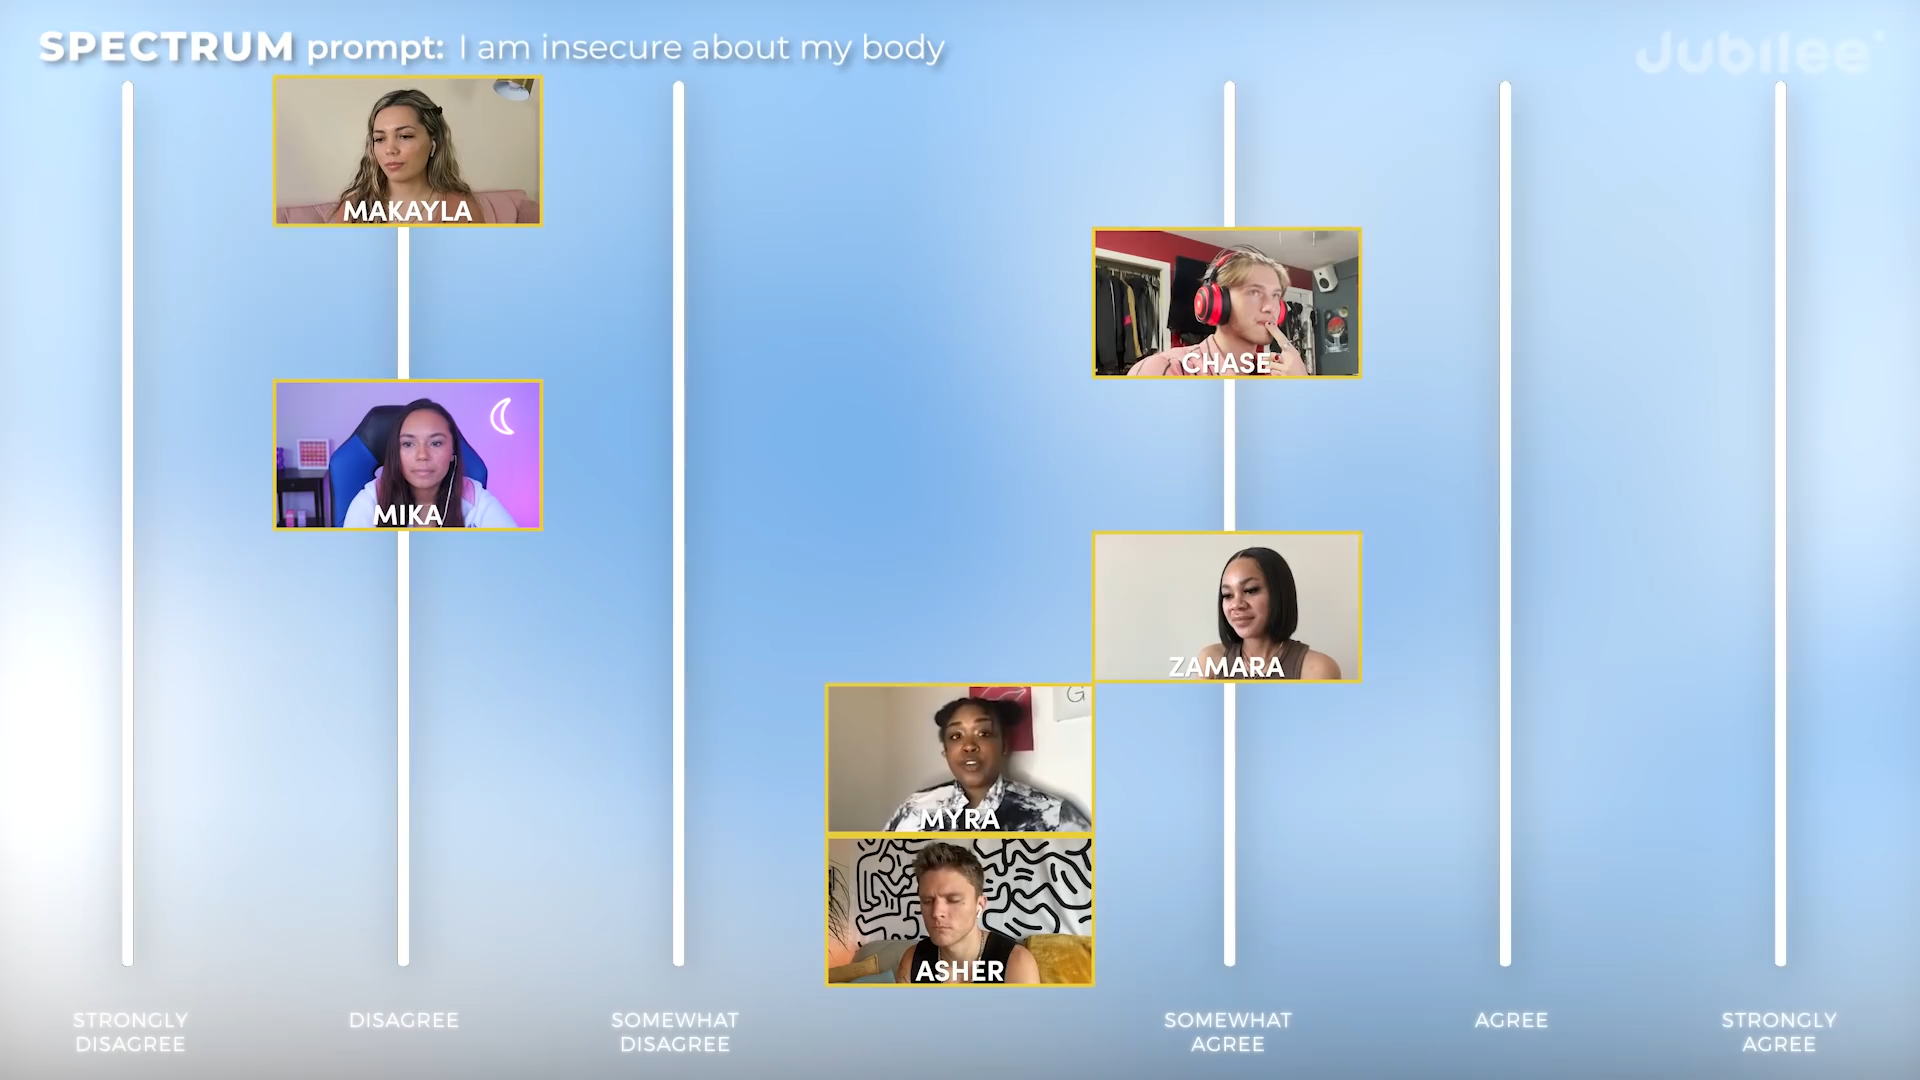 SPECTRUM prompt: I am insecure about my body
Jubilee
MAKAYLA
CHASE
MIKA
ZAMARA
G
MYRA
ASHER
STRONGLY
DISAGREE
DISAGREE
SOMEWHAT
DISAGREE
SOMEWHAT
AGREE
AGREE
STRONGLY
AGREE